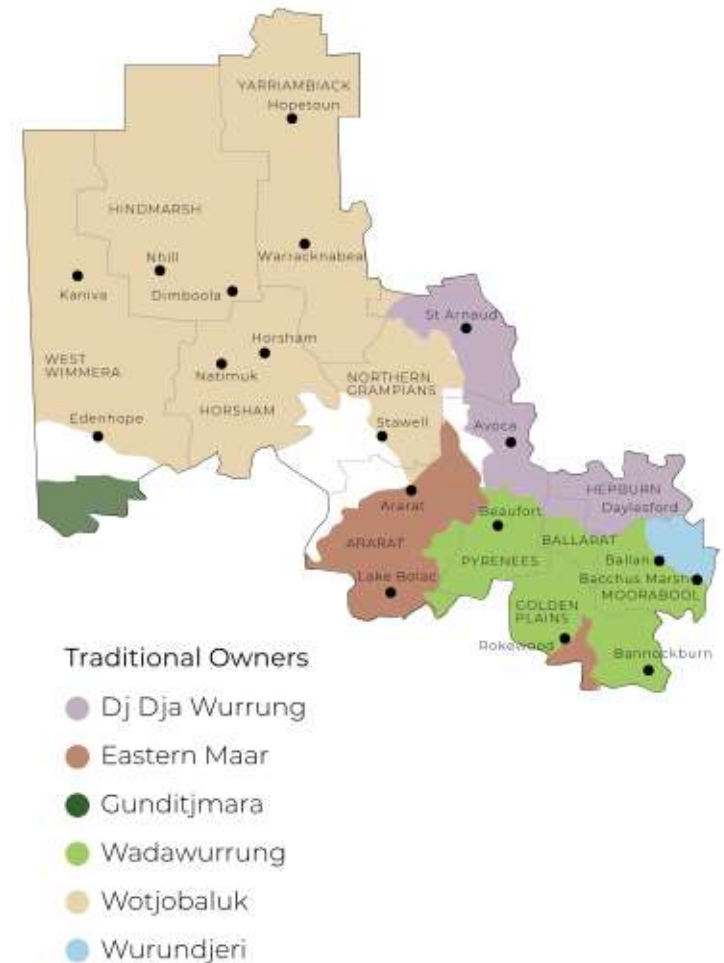 YARRIAMBIACK
Hopetoun
HINDMARSH
Nhill
Warracknabeal
Kaniva
Dimboola
St Arnaud
Horsham
WEST
WIMMERA
Natimuk
NORTHERN
GRAMPIANS
HORSHAM
Edenhope
Stawell
Avoca
HEPBURN
Ararat
Daylesford
Beaufort
ARARAT
BALLARAT
PYRENEES
Ballan
Lake Bolac
Bacchus Marsh
MOORABOOL
GOLDEN
PLAINS
Rokewood
Bannockburn
Traditional Owners
Dj Dja Wurrung
Eastern Maar
Gunditjmara
Wadawurrung
Wotjobaluk
Wurundjeri